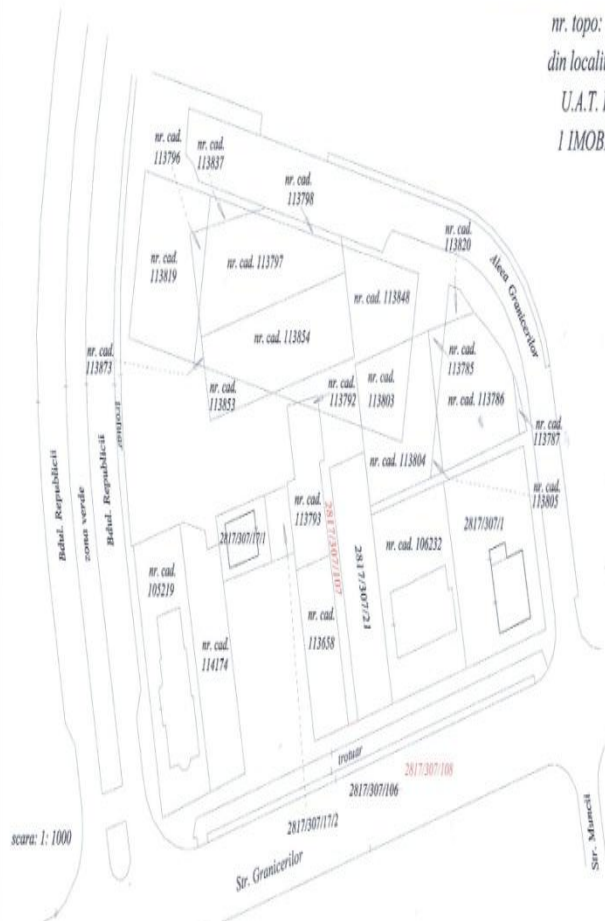 nr. topo:
din localit
U.A.T.
1 IMOB
nr. cad.
113796
nr. cad.
113837
nr. cad.
113798
nr. cad.
113820
nr. cad.
113819
nr. cad. 113797
Aleea Granicerilor
nr. cad. 113848
nr. cad. 113854
nr. cad.
113873
nr. cad.
113853
nr. cad.
113792
nr. cad.
113803
nr. cad.
113785
nr. cad. 113786
nr. cad.
113787
trotuar
nr. cad. 113804
nr. cad.
113805
Bdul. Republicii
zona verde
Bdul. Republicii
nr. cad.
113793
2817/307/107
2817/307/17/1
2817/307/21
nr. cad. 106232
2817/307/1
nr. cad.
105219
nr. cad.
114174
nr. cad.
113658
trotuar
2817/307/108
2817/307/106
2817/307/17/2
scara: 1: 1000
Str. Granicerilor
Str. Muncii